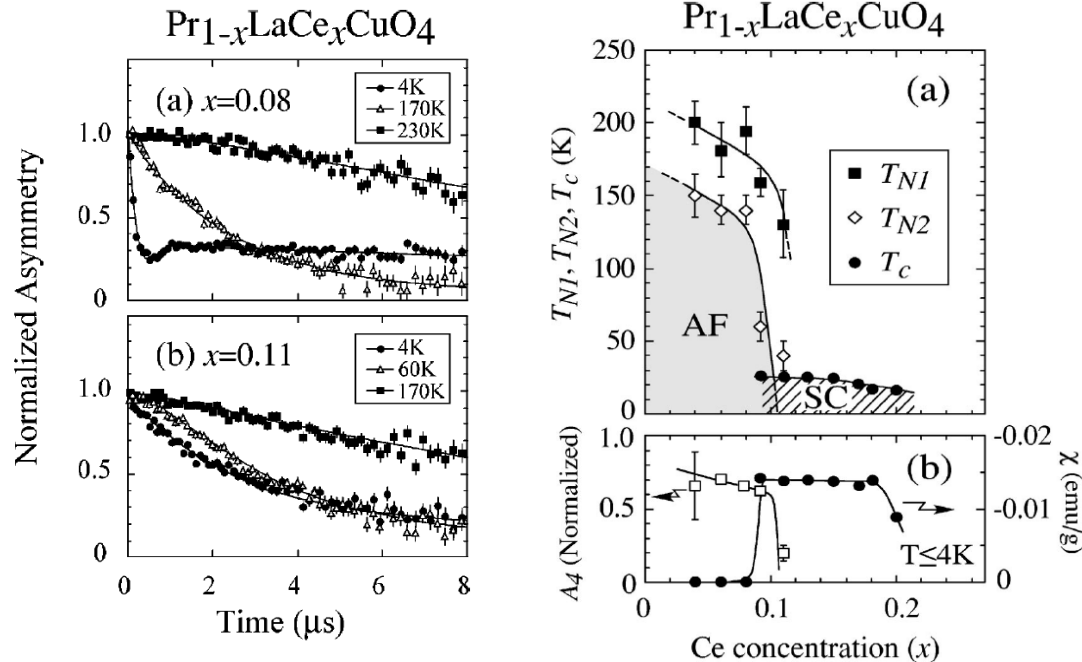 Pr1-xLaCexCuO4
(a) x=0.08
4K
170K
230K
1.0
0.5
0
(b) x=0.11
4K
60K
170K
1.0
0.5
0
0 2 4 6 8
Normalized Asymmetry
Time (μs)
Pr1-xLaCexCuO4
(a)
250
200
150
100
50
0
TN1, TN2, Tc (K)
TN1
TN2
Tc
AF
SC
(b)
1.0
0.5
0
A4 (Normalized)
-0.02
-0.01
0
χ (emu/g)
T≤4K
0 0.1 0.2
Ce concentration (x)